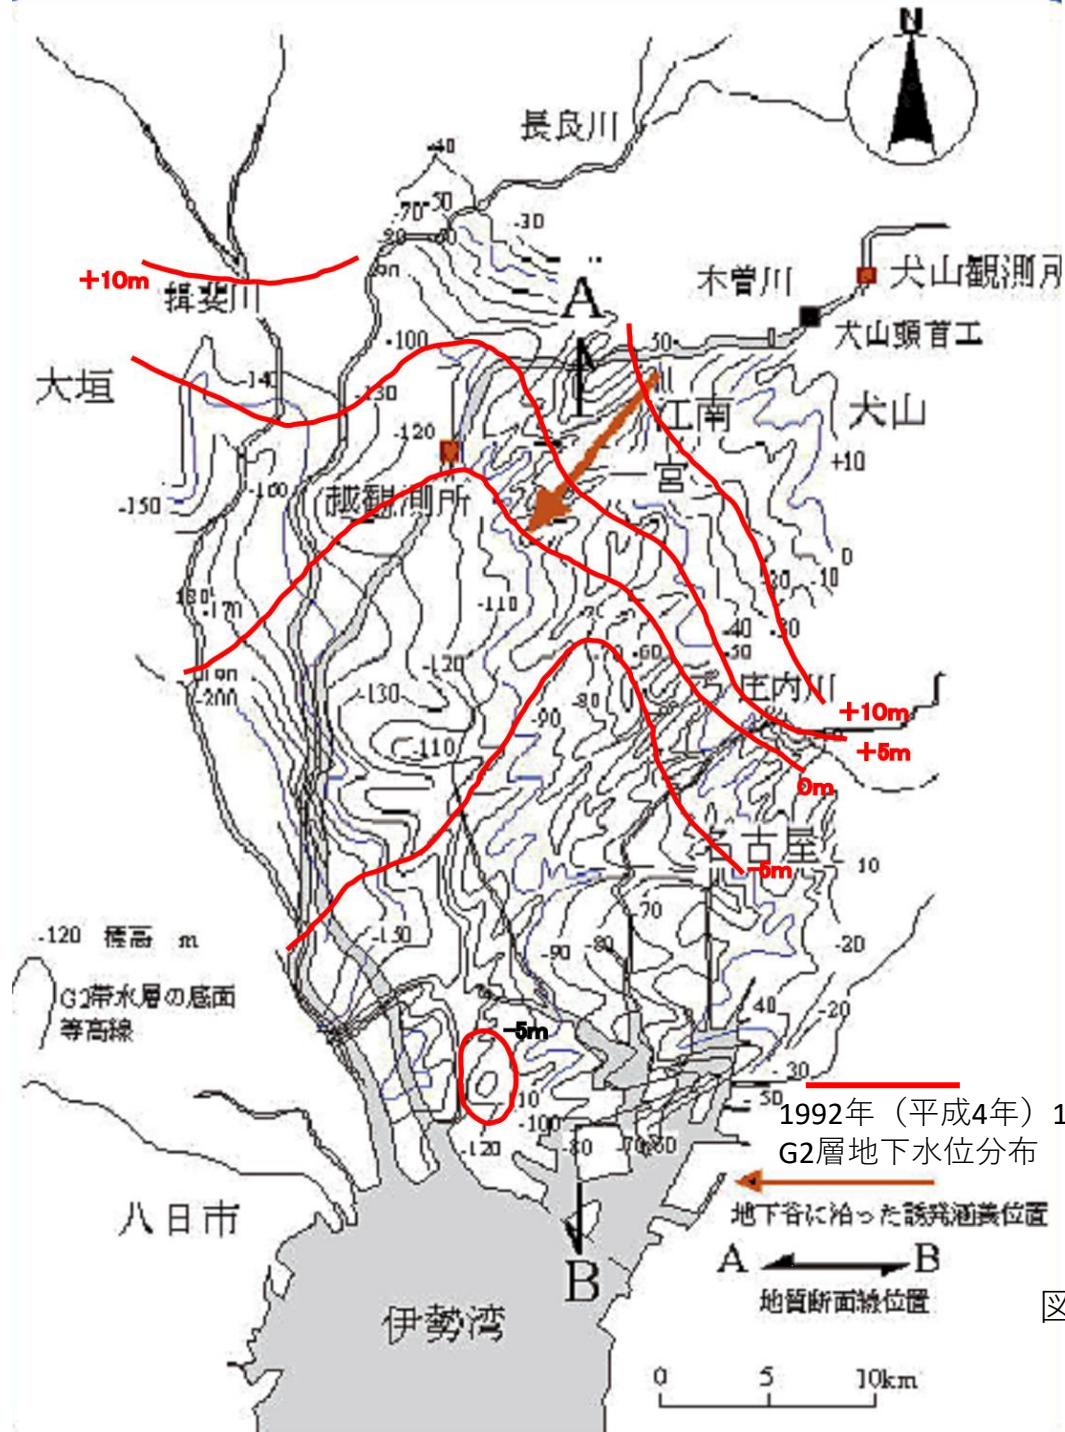 N
長良川
-40
-50
-70
-30
-90
A
木曽川
犬山観測所
+10m
揖斐川
犬山頭首工
-100
50
大垣
-140
-130
江南
犬山
-120
+10
一宮
-150
-160
越観測所
0
-10
-20
-110
-170
-40
-30
-50
-60
-70
-120
-190
-200
-130
-80
庄内川
-90
+10m
-110
+5m
0m
名古屋
-5m
10
-70
-120 標高 m
-150
-80
-20
-90
G2帯水層の底面
等高線
40
-20
-5m
-30
-50
10
-100
1992年（平成4年）1
-120
-80
-70
-60
G2層地下水位分布
地下谷に沿った誘発涵養位置
八日市
A B
B
地質断面線位置
図
伊勢湾
0 5 10km